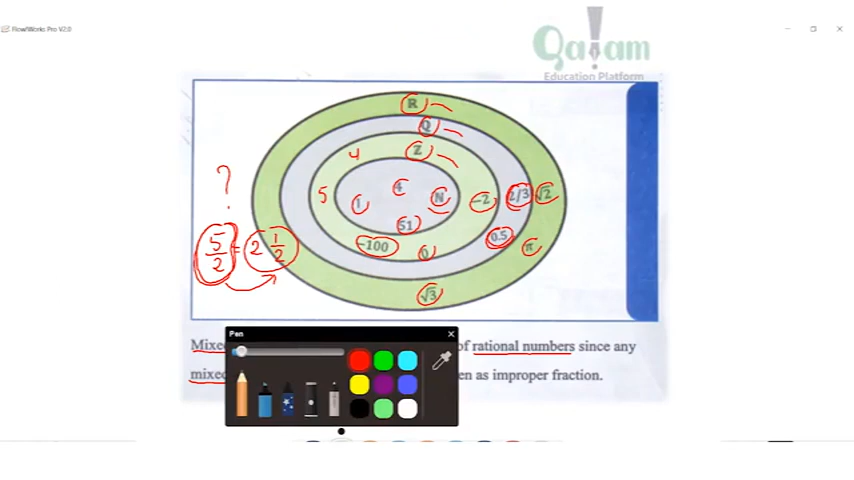 FlowWorks Pro V2.0
Qalam
Education Platform
R
Q
4 Z
?
5 4
1 N -2 2/3 √2
51
5/2 = 2 1/2 -100 0 0.5 π
√3
Pen
Mixe of rational numbers since any
mixed en as improper fraction.